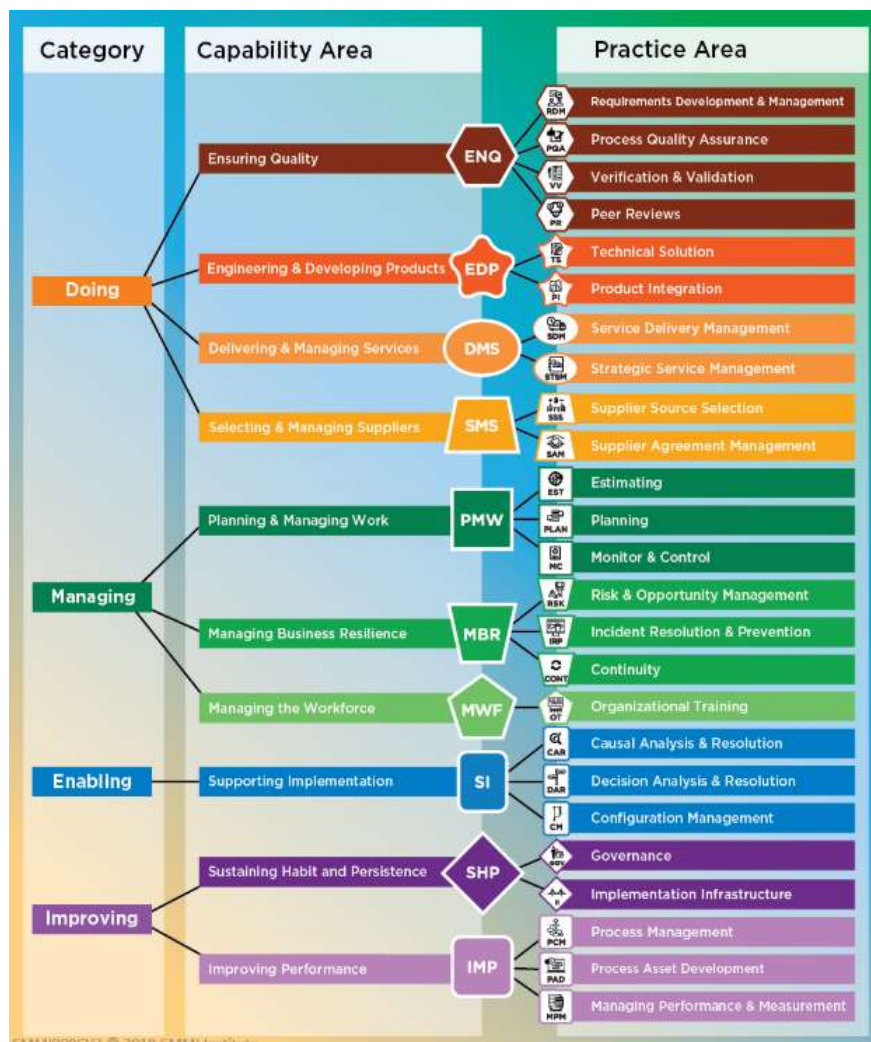 Category
Capability Area
Practice Area
RDM
Requirements Development & Management
PQA
Process Quality Assurance
Ensuring Quality
ENQ
VV
Verification & Validation
PR
Peer Reviews
TS
Technical Solution
Engineering & Developing Products
EDP
Doing
PI
Product Integration
SDM
Service Delivery Management
Delivering & Managing Services
DMS
STSM
Strategic Service Management
SSS
Supplier Source Selection
Selecting & Managing Suppliers
SMS
SAM
Supplier Agreement Management
EST
Estimating
Planning & Managing Work
PMW
PLAN
Planning
MC
Monitor & Control
Managing
RSK
Risk & Opportunity Management
Managing Business Resilience
MBR
IRP
Incident Resolution & Prevention
CONT
Continuity
Managing the Workforce
MWF
OT
Organizational Training
CAR
Causal Analysis & Resolution
Enabling
Supporting Implementation
SI
DAR
Decision Analysis & Resolution
CM
Configuration Management
GOV
Governance
Sustaining Habit and Persistence
SHP
II
Implementation Infrastructure
Improving
PCM
Process Management
Improving Performance
IMP
PAD
Process Asset Development
MPM
Managing Performance & Measurement